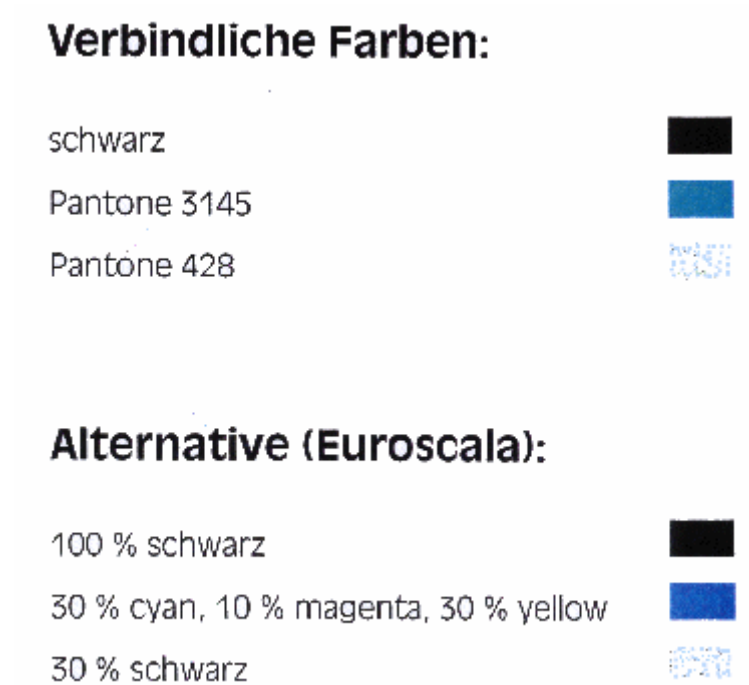 Verbindliche Farben:
schwarz
Pantone 3145
Pantone 428
Alternative (Euroscala):
100 % schwarz
30 % cyan, 10 % magenta, 30 % yellow
30 % schwarz